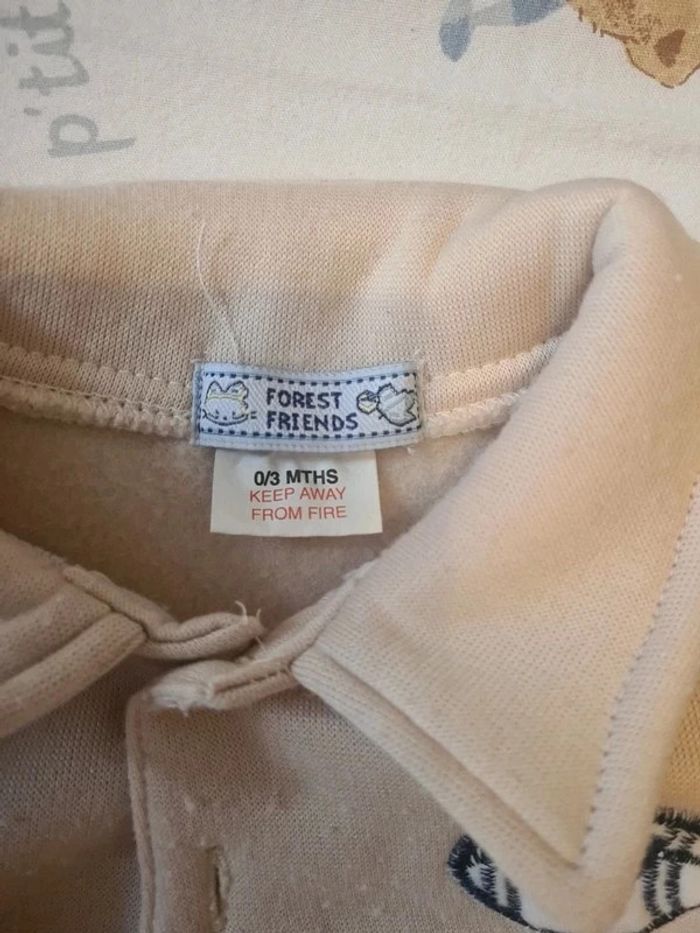 p'tit
FOREST
FRIENDS
0/3 MTHS
KEEP AWAY
FROM FIRE